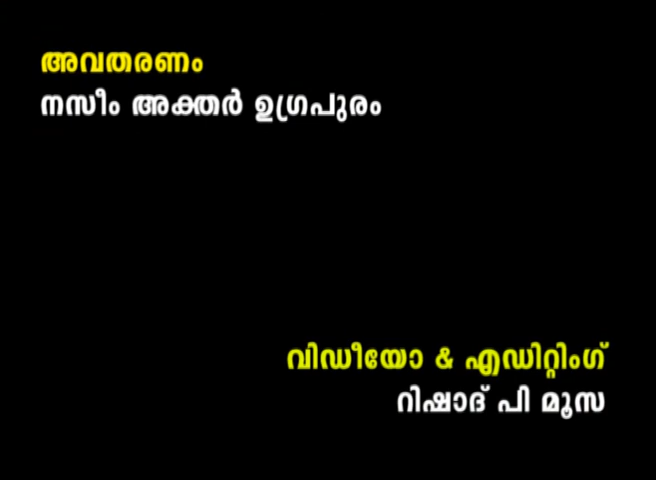 അവതരണം
നസീം അക്തർ ഉഗ്രപുരം
വിഡീയോ & എഡിറ്റിംഗ്
റിഷാദ് പി മൂസ